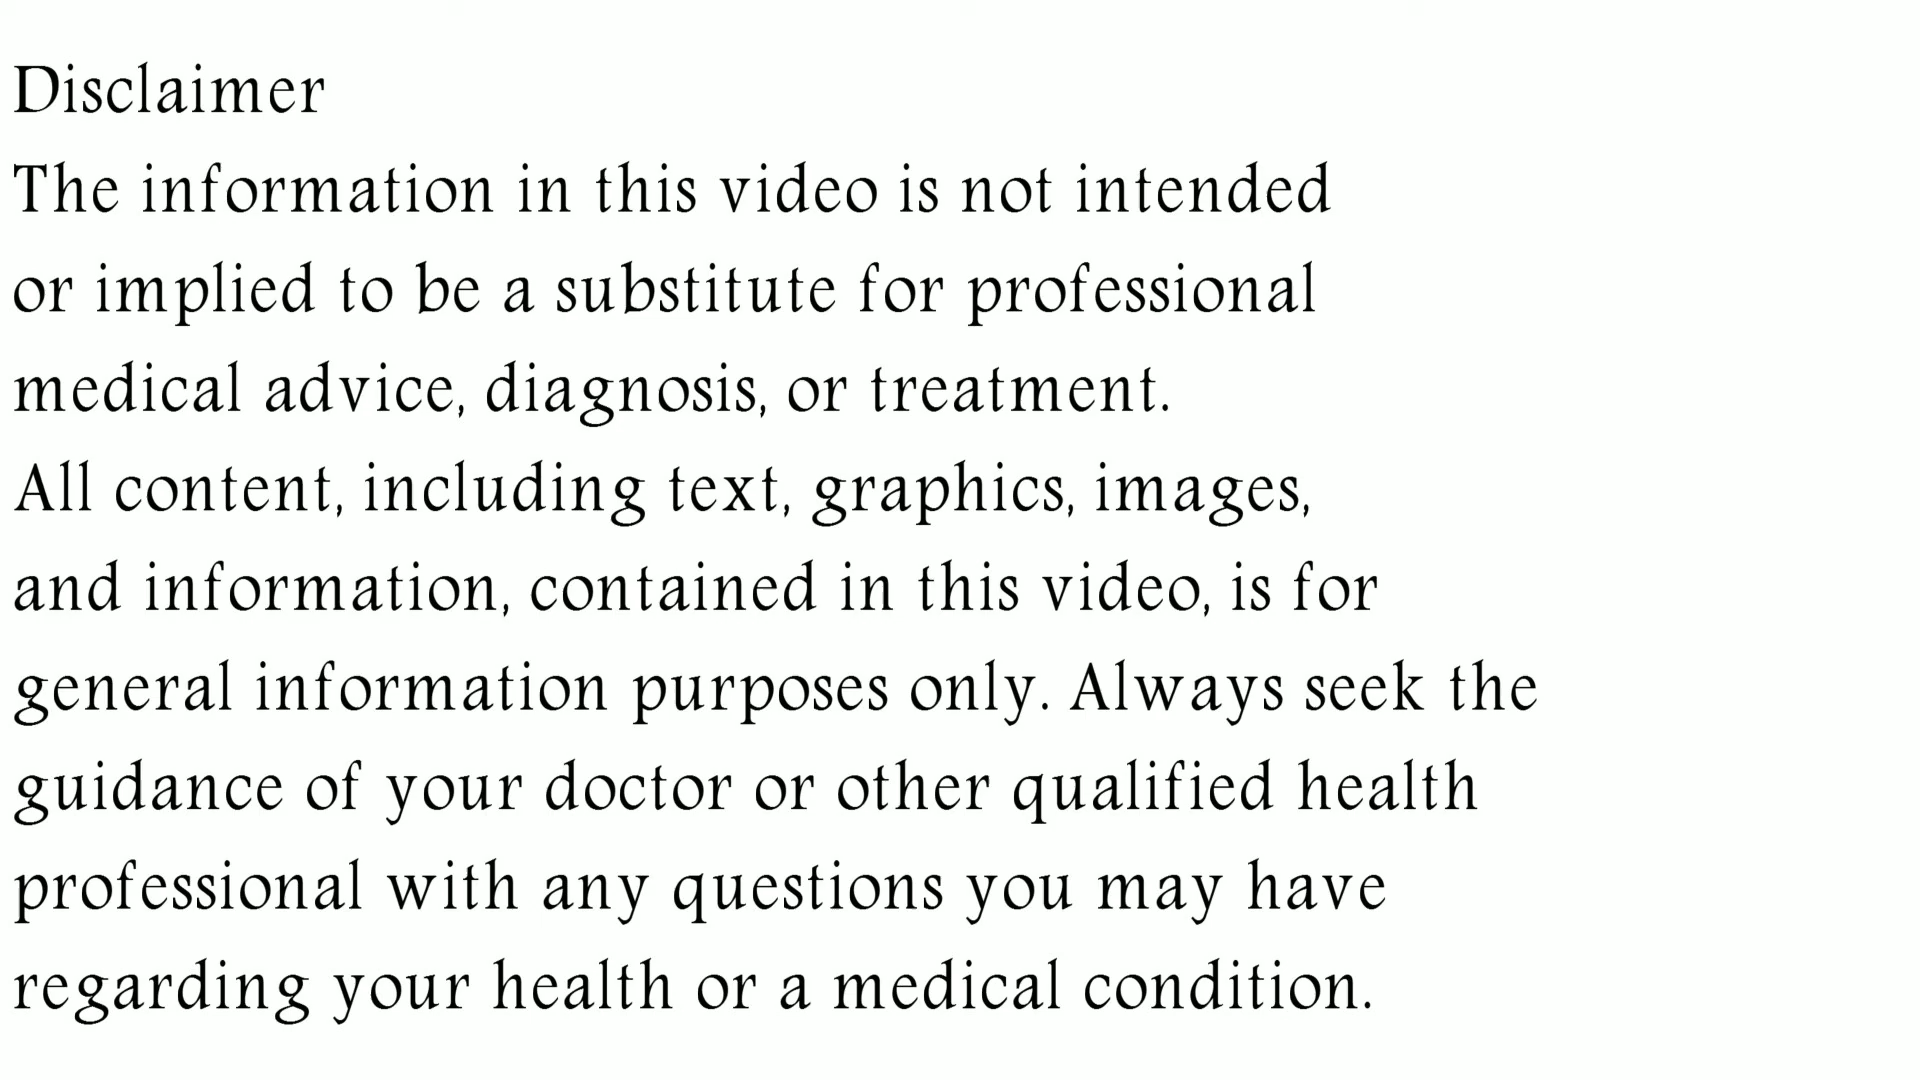 Disclaimer
The information in this video is not intended
or implied to be a substitute for professional
medical advice, diagnosis, or treatment.
All content, including text, graphics, images,
and information, contained in this video, is for
general information purposes only. Always seek the
guidance of your doctor or other qualified health
professional with any questions you may have
regarding your health or a medical condition.